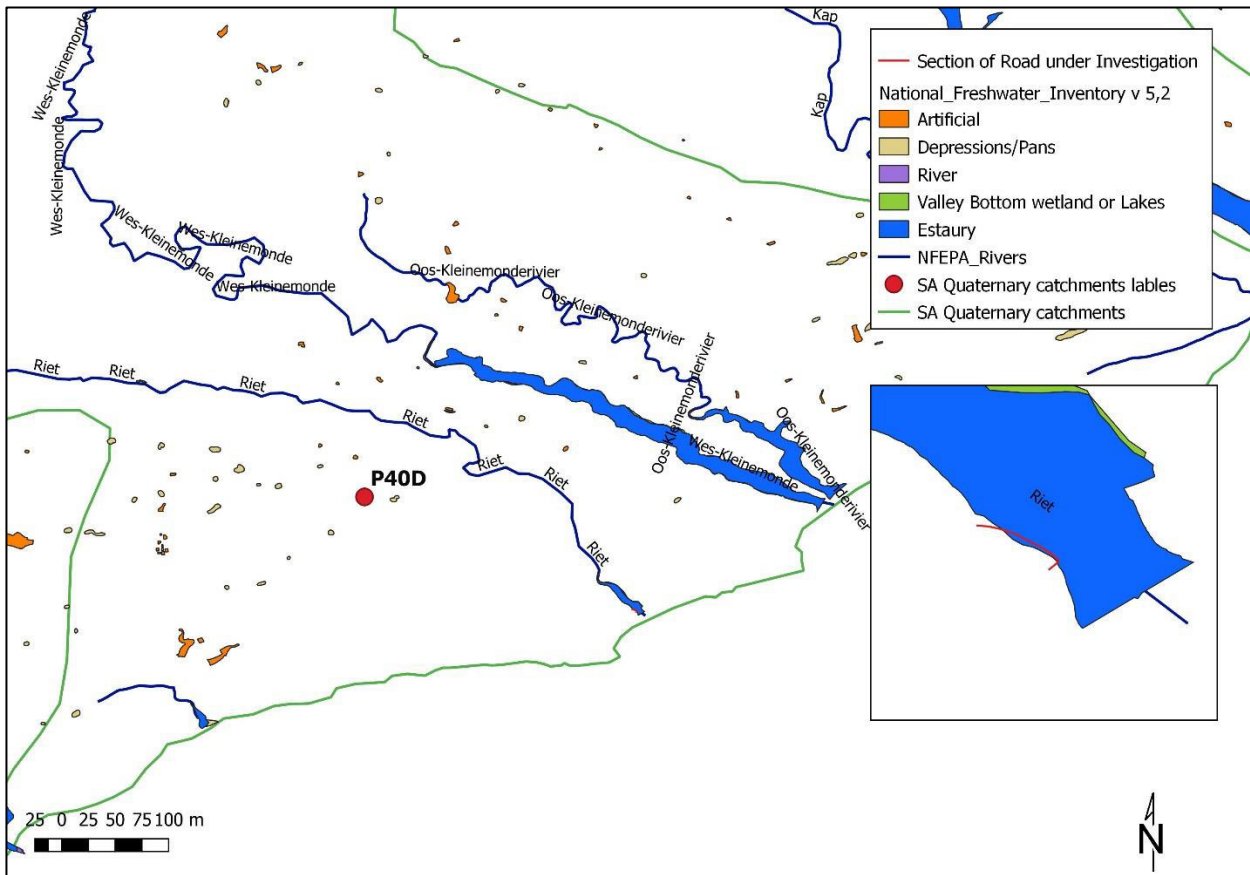 Kap
Kap
Wes-Kleinemonde
Wes-Kleinemonde
Wes-Kleinemonde
Wes-Kleinemonde
Wes-Kleinemonde
Oos-Kleinemonderivier
Oos-Kleinemonderivier
Oos-Kleinemonderivier
Oos-Kleinemonderivier
Wes-Kleinemonde
Riet
Riet
Riet
Riet
Riet
Riet
Riet
P40D
Section of Road under Investigation
National_Freshwater_Inventory v 5,2
Artificial
Depressions/Pans
River
Valley Bottom wetland or Lakes
Estaury
NFEPA_Rivers
SA Quaternary catchments lables
SA Quaternary catchments
Riet
25 0 25 50 75 100 m
N